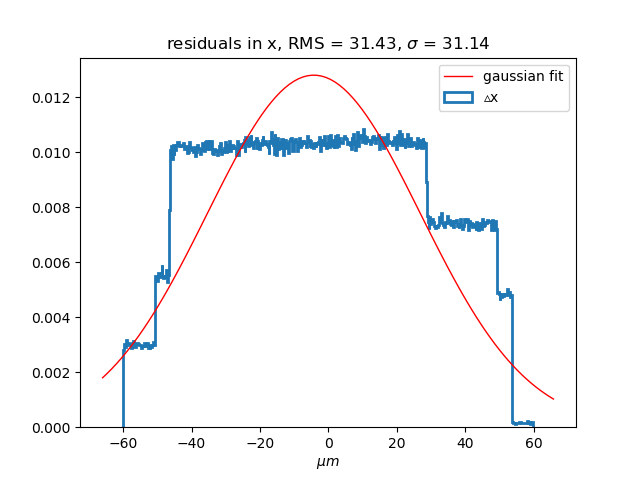 residuals in x, RMS = 31.43, σ = 31.14
gaussian fit
△x
0.012
0.010
0.008
0.006
0.004
0.002
0.000
−60 −40 −20 0 20 40 60
μm